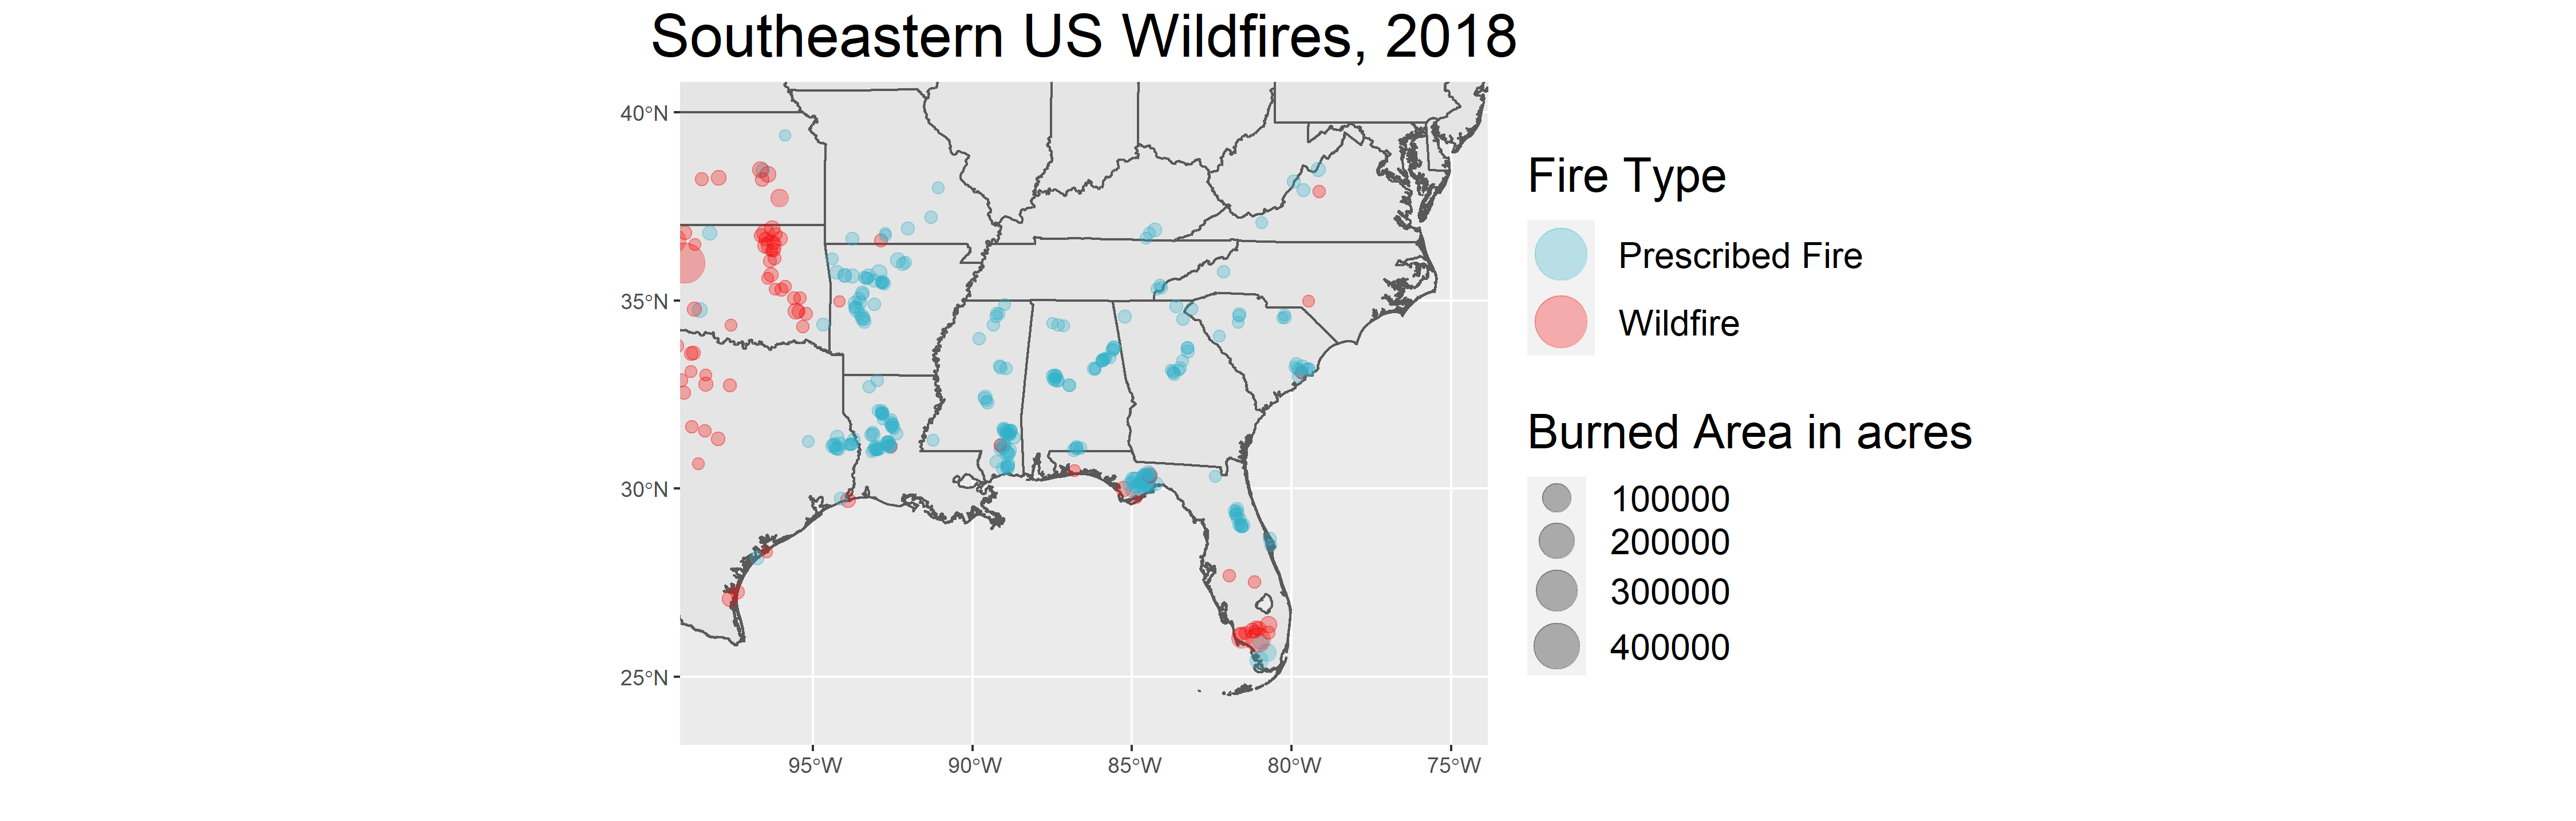 Southeastern US Wildfires, 2018
40°N
35°N
30°N
25°N
95°W
90°W
85°W
80°W
75°W
Fire Type
Prescribed Fire
Wildfire
Burned Area in acres
100000
200000
300000
400000